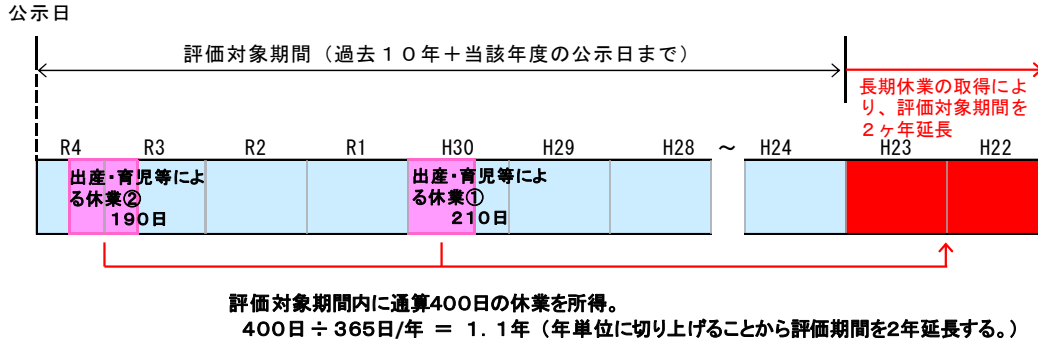 公示日
評価対象期間（過去１０年＋当該年度の公示日まで）
長期休業の取得によ
り、評価対象期間を
２ヶ年延長
R4 R3 R2 R1 H30 H29 H28 ～ H24 H23 H22
出産・育児等によ
る休業②
190日
出産・育児等によ
る休業①
210日
評価対象期間内に通算400日の休業を所得。
400日÷365日/年 ＝ 1．1年（年単位に切り上げることから評価期間を2年延長する。）